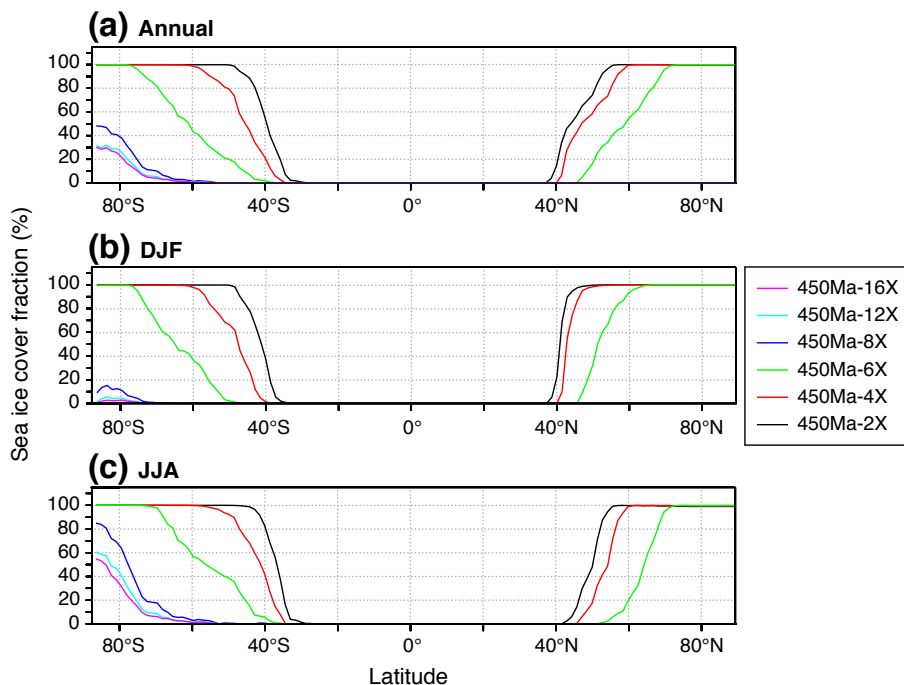 (a) Annual
100
80
60
40
20
0
80°S 40°S 0° 40°N 80°N
(b) DJF
100
80
60
40
20
0
80°S 40°S 0° 40°N 80°N
(c) JJA
100
80
60
40
20
0
80°S 40°S 0° 40°N 80°N
Latitude
Sea ice cover fraction (%)
450Ma-16X
450Ma-12X
450Ma-8X
450Ma-6X
450Ma-4X
450Ma-2X